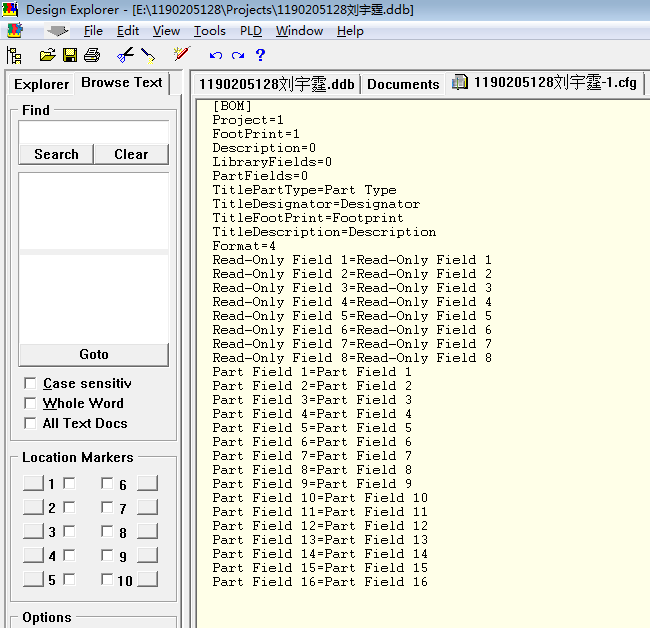 Design Explorer - [E:\1190205128\Projects\1190205128刘宇霆.ddb]
File Edit View Tools PLD Window Help
Explorer Browse Text
1190205128刘宇霆.ddb Documents 1190205128刘宇霆-1.cfg
Find
Search Clear
Goto
Case sensitiv
Whole Word
All Text Docs
Location Markers
1 6
2 7
3 8
4 9
5 10
Options
[BOM]
Project=1
FootPrint=1
Description=0
LibraryFields=0
PartFields=0
TitlePartType=Part Type
TitleDesignator=Designator
TitleFootPrint=Footprint
TitleDescription=Description
Format=4
Read-Only Field 1=Read-Only Field 1
Read-Only Field 2=Read-Only Field 2
Read-Only Field 3=Read-Only Field 3
Read-Only Field 4=Read-Only Field 4
Read-Only Field 5=Read-Only Field 5
Read-Only Field 6=Read-Only Field 6
Read-Only Field 7=Read-Only Field 7
Read-Only Field 8=Read-Only Field 8
Part Field 1=Part Field 1
Part Field 2=Part Field 2
Part Field 3=Part Field 3
Part Field 4=Part Field 4
Part Field 5=Part Field 5
Part Field 6=Part Field 6
Part Field 7=Part Field 7
Part Field 8=Part Field 8
Part Field 9=Part Field 9
Part Field 10=Part Field 10
Part Field 11=Part Field 11
Part Field 12=Part Field 12
Part Field 13=Part Field 13
Part Field 14=Part Field 14
Part Field 15=Part Field 15
Part Field 16=Part Field 16